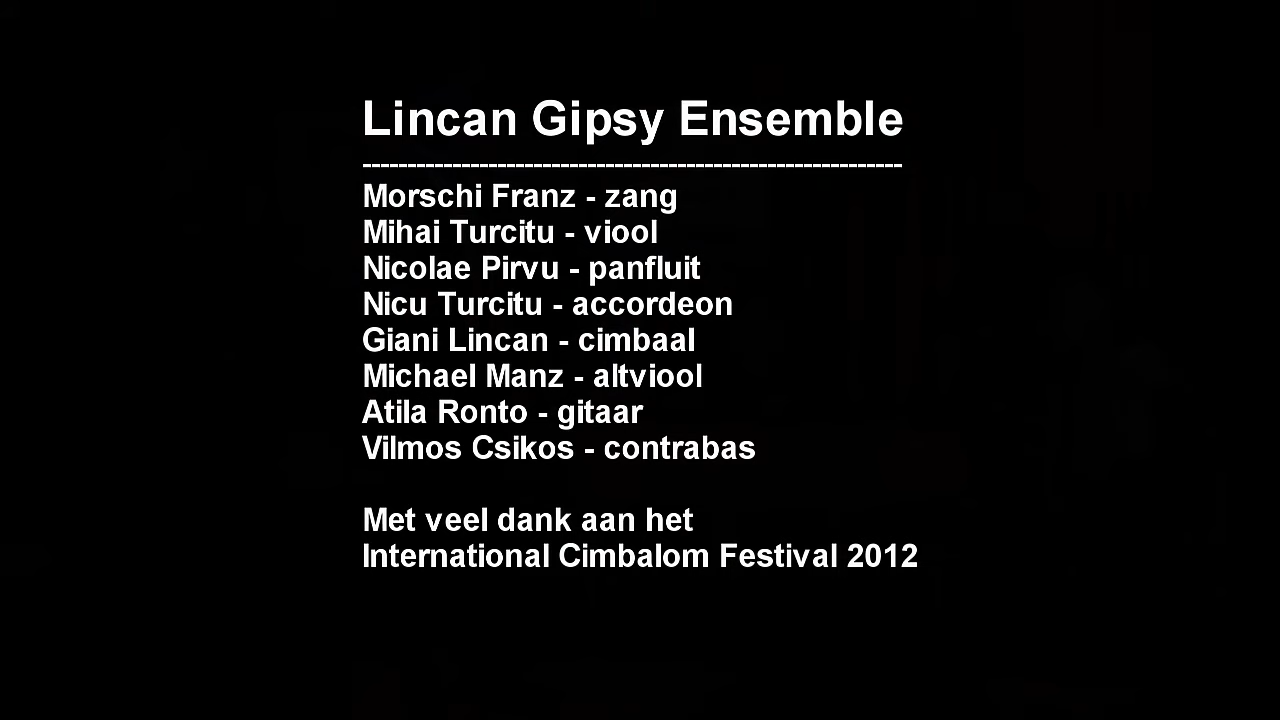 Lincan Gipsy Ensemble
------------------------------------------------------------
Morschi Franz - zang
Mihai Turcitu - viool
Nicolae Pirvu - panfluit
Nicu Turcitu - accordeon
Giani Lincan - cimbaal
Michael Manz - altviool
Atila Ronto - gitaar
Vilmos Csikos - contrabas
Met veel dank aan het
International Cimbalom Festival 2012